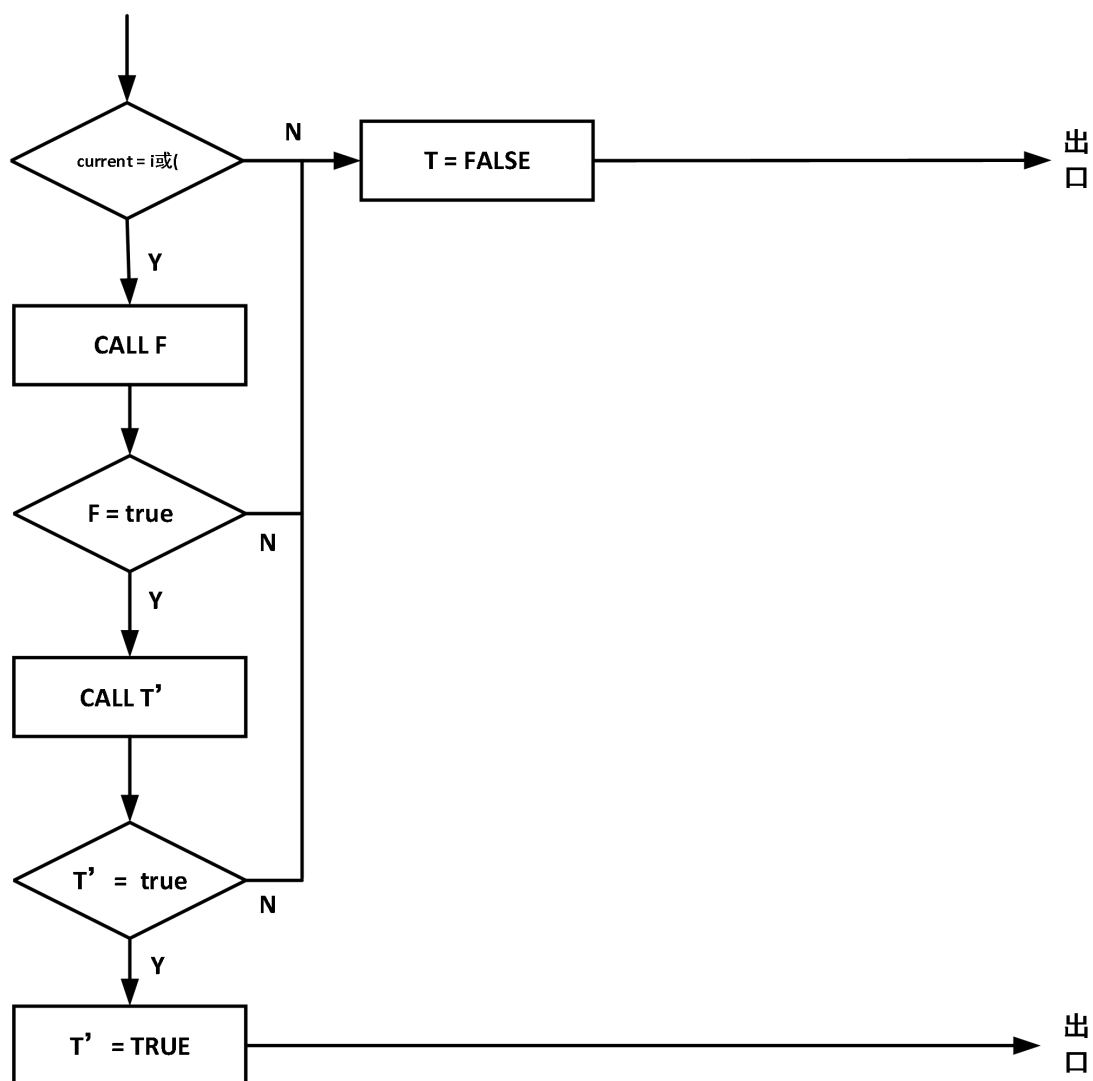 current = i或(
N
T = FALSE
出
口
Y
CALL F
F = true
N
Y
CALL T’
T’ = true
N
Y
T’ = TRUE
出
口